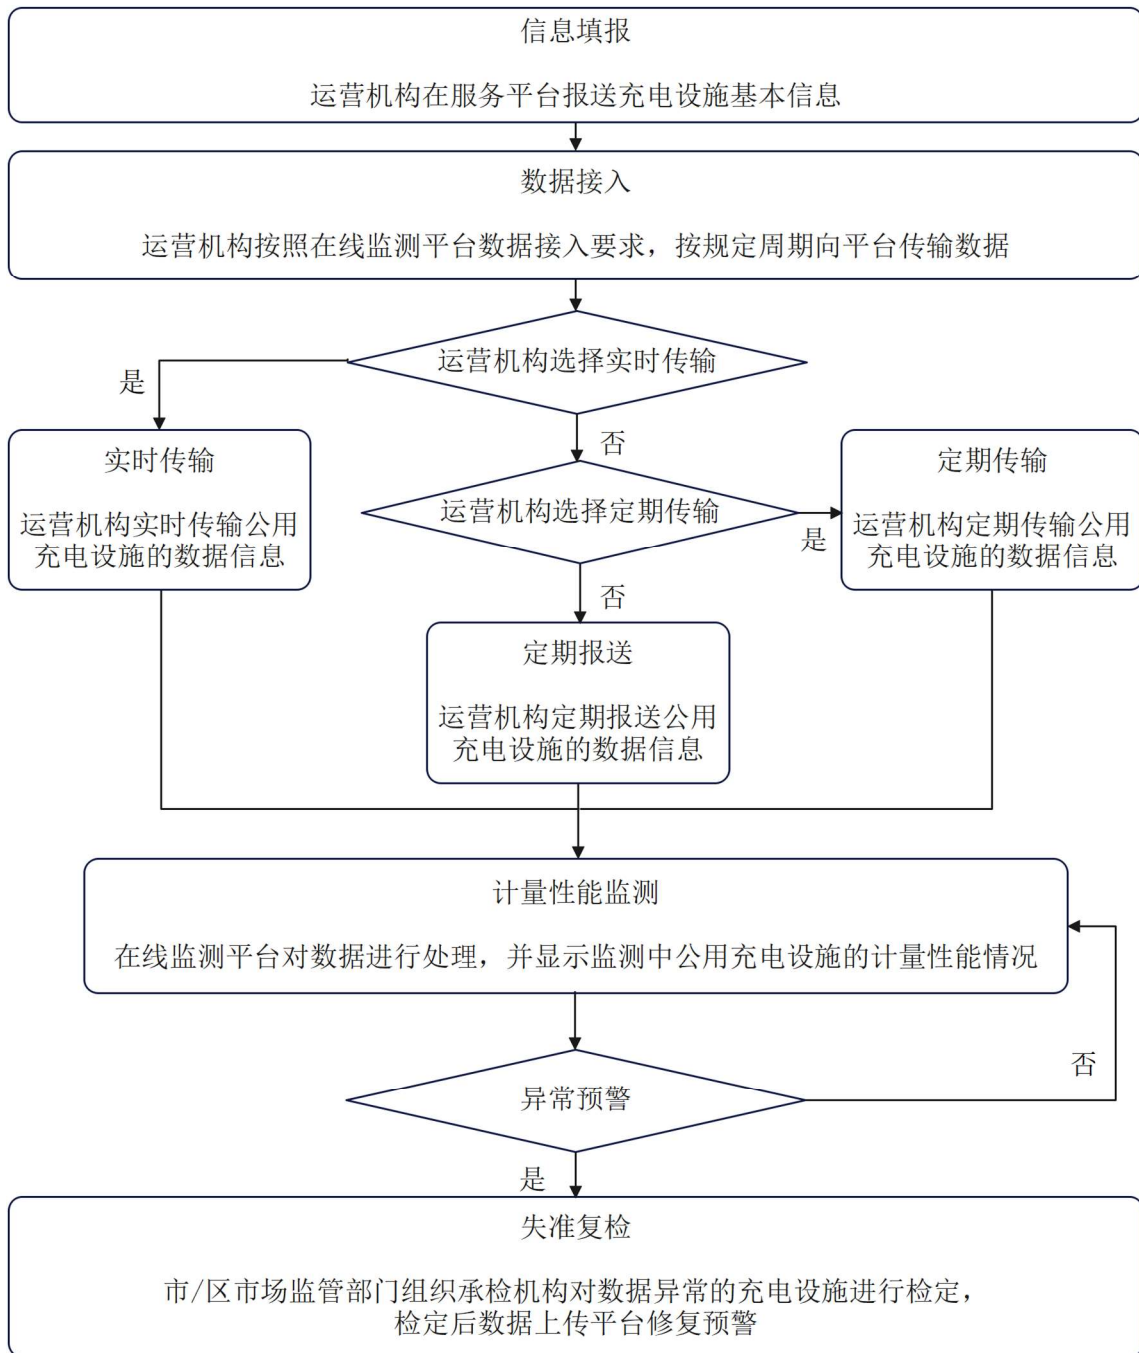 信息填报
运营机构在服务平台报送充电设施基本信息
数据接入
运营机构按照在线监测平台数据接入要求，按规定周期向平台传输数据
运营机构选择实时传输
是
否
实时传输
运营机构实时传输公用
充电设施的数据信息
运营机构选择定期传输
是
定期传输
运营机构定期传输公用
充电设施的数据信息
否
定期报送
运营机构定期报送公用
充电设施的数据信息
计量性能监测
在线监测平台对数据进行处理，并显示监测中公用充电设施的计量性能情况
异常预警
否
是
失准复检
市/区市场监管部门组织承检机构对数据异常的充电设施进行检定，
检定后数据上传平台修复预警